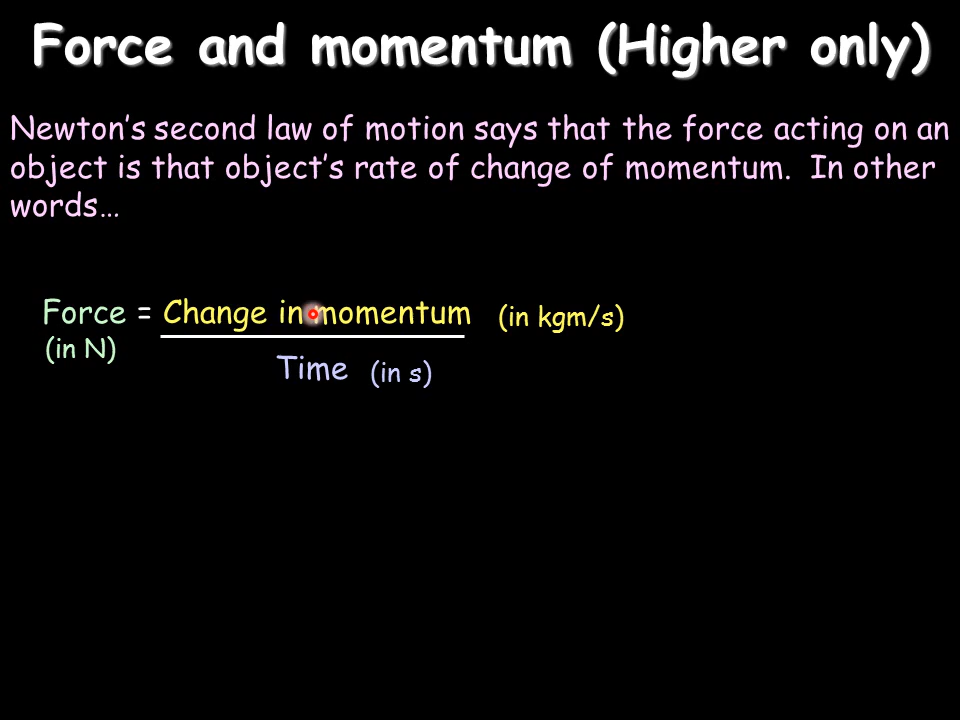 Force and momentum (Higher only)
Newton’s second law of motion says that the force acting on an
object is that object’s rate of change of momentum.  In other
words…
Force = Change in momentum (in kgm/s)
(in N)
Time (in s)